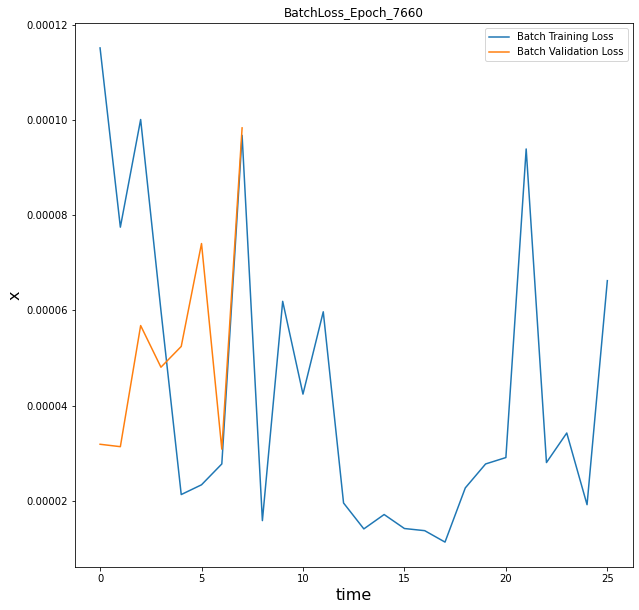 BatchLoss_Epoch_7660
Batch Training Loss
Batch Validation Loss
0.00012
0.00010
0.00008
0.00006
0.00004
0.00002
x
0 5 10 15 20 25
time